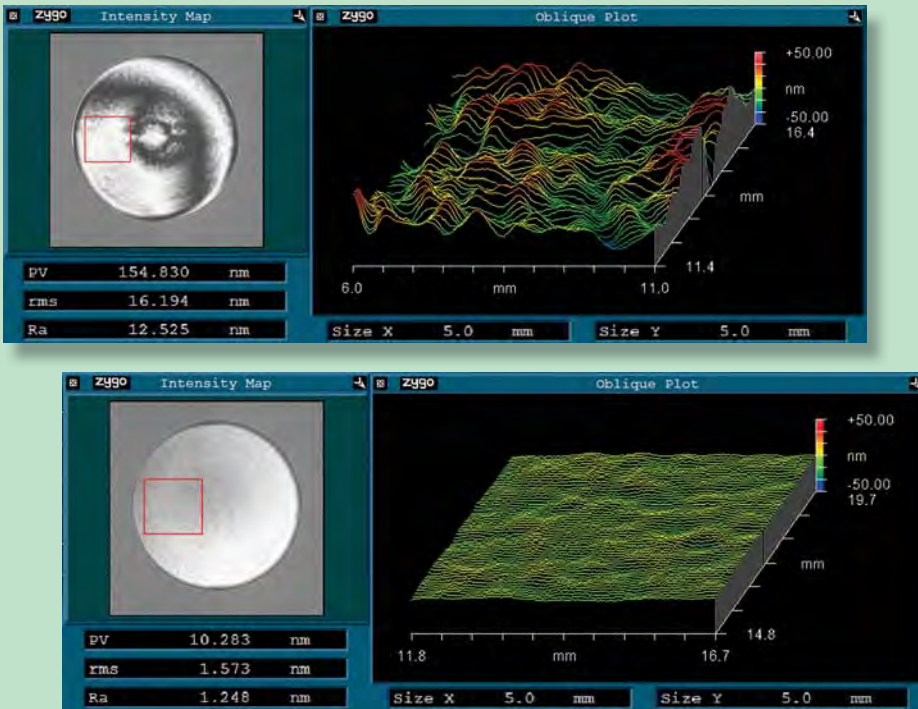 zygo Intensity Map
zygo Oblique Plot
+50.00
nm
-50.00
16.4
mm
11.4
6.0 mm 11.0
PV 154.830 nm
rms 16.194 nm
Ra 12.525 nm
Size X 5.0 mm Size Y 5.0 mm
zygo Intensity Map
zygo Oblique Plot
+50.00
nm
-50.00
19.7
mm
14.8
11.8 mm 16.7
PV 10.283 nm
rms 1.573 nm
Ra 1.248 nm
Size X 5.0 mm Size Y 5.0 mm